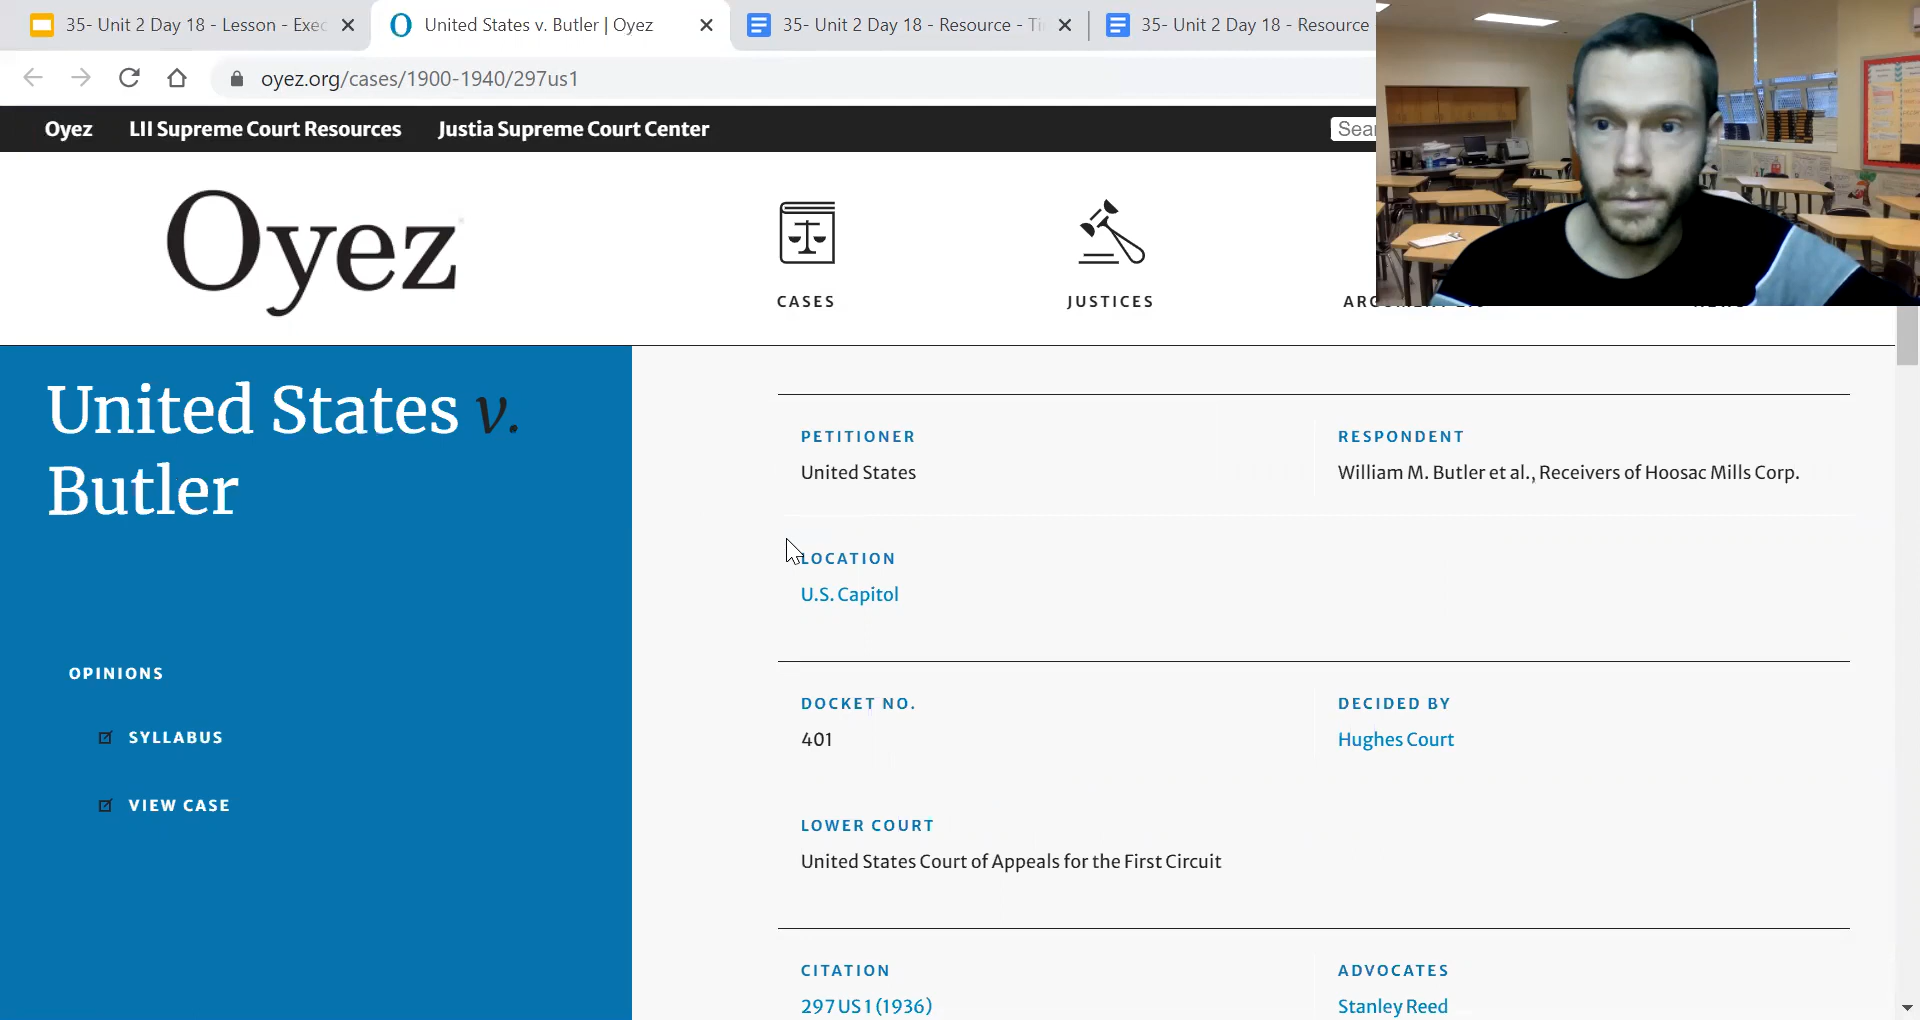 35- Unit 2 Day 18 - Lesson - Exec
United States v. Butler | Oyez
35- Unit 2 Day 18 - Resource - Ti
35- Unit 2 Day 18 - Resource
oyez.org/cases/1900-1940/297us1
Oyez
LII Supreme Court Resources
Justia Supreme Court Center
Sear
Oyez
CASES
JUSTICES
United States v.
Butler
PETITIONER
United States
RESPONDENT
William M. Butler et al., Receivers of Hoosac Mills Corp.
LOCATION
U.S. Capitol
OPINIONS
SYLLABUS
VIEW CASE
DOCKET NO.
401
DECIDED BY
Hughes Court
LOWER COURT
United States Court of Appeals for the First Circuit
CITATION
297 US 1 (1936)
ADVOCATES
Stanley Reed